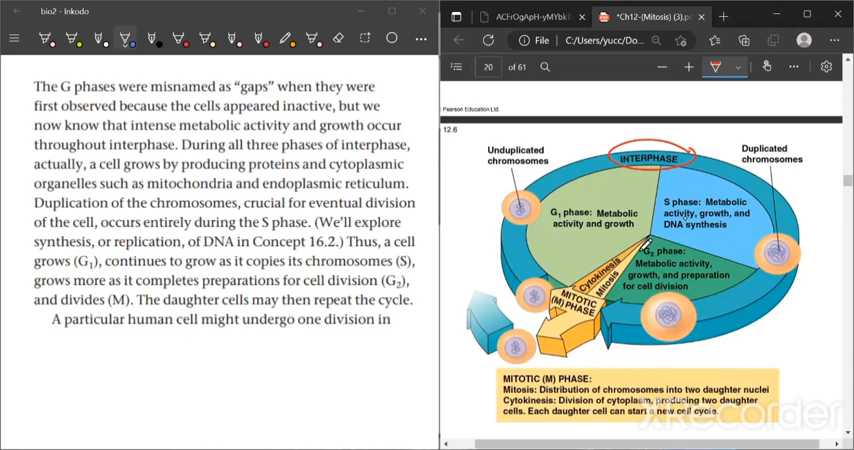 bio2 - Inkodo
The G phases were misnamed as “gaps” when they were
first observed because the cells appeared inactive, but we
now know that intense metabolic activity and growth occur
throughout interphase. During all three phases of interphase,
actually, a cell grows by producing proteins and cytoplasmic
organelles such as mitochondria and endoplasmic reticulum.
Duplication of the chromosomes, crucial for eventual division
of the cell, occurs entirely during the S phase. (We’ll explore
synthesis, or replication, of DNA in Concept 16.2.) Thus, a cell
grows (G₁), continues to grow as it copies its chromosomes (S),
grows more as it completes preparations for cell division (G₂),
and divides (M). The daughter cells may then repeat the cycle.
A particular human cell might undergo one division in
ACFrOgApH-yMYbkT
*Ch12-(Mitosis) (3).pdf
File
C:/Users/yucc/Do...
20 of 61
Pearson Education Ltd.
12.6
INTERPHASE
Unduplicated
chromosomes
Duplicated
chromosomes
G₁ phase: Metabolic
activity and growth
S phase: Metabolic
activity, growth, and
DNA synthesis
G₂ phase:
Metabolic activity,
growth, and preparation
for cell division
Cytokinesis
Mitosis
MITOTIC
(M) PHASE
MITOTIC (M) PHASE:
Mitosis: Distribution of chromosomes into two daughter nuclei
Cytokinesis: Division of cytoplasm, producing two daughter
cells. Each daughter cell can start a new cell cycle.
XRecorder